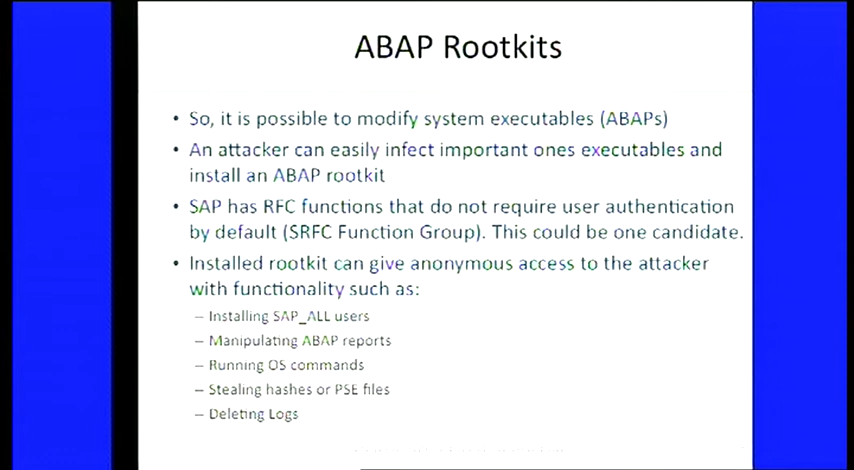 ABAP Rootkits
• So, it is possible to modify system executables (ABAPs)
• An attacker can easily infect important ones executables and
install an ABAP rootkit
• SAP has RFC functions that do not require user authentication
by default (SRFC Function Group). This could be one candidate.
• Installed rootkit can give anonymous access to the attacker
with functionality such as:
– Installing SAP_ALL users
– Manipulating ABAP reports
– Running OS commands
– Stealing hashes or PSE files
– Deleting Logs